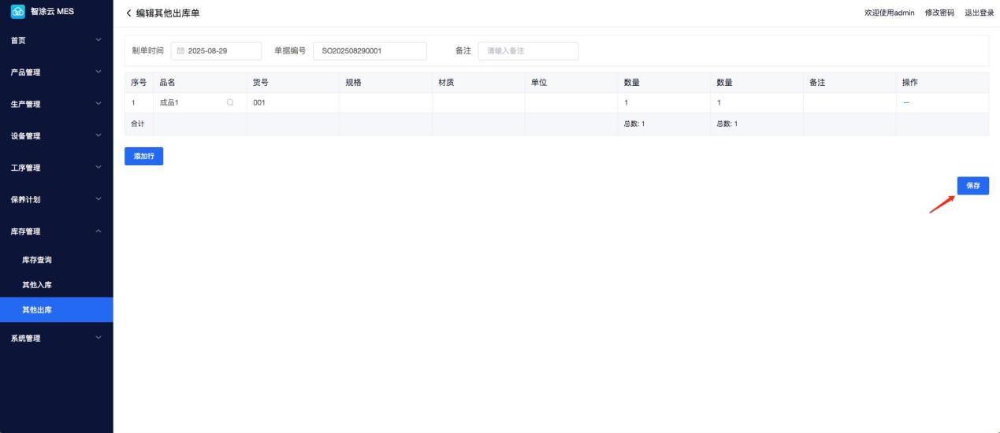 智涂云 MES
编辑其他出库单
欢迎使用admin 修改密码 退出登录
首页
产品管理
生产管理
设备管理
工序管理
保养计划
库存管理
库存查询
其他入库
其他出库
系统管理
制单时间 2025-08-29 单据编号 SO202508290001 备注 请输入备注
序号 品名 货号 规格 材质 单位 数量 数量 备注 操作
1 成品1 001 1 1
合计 总数: 1 总数: 1
添加行
保存